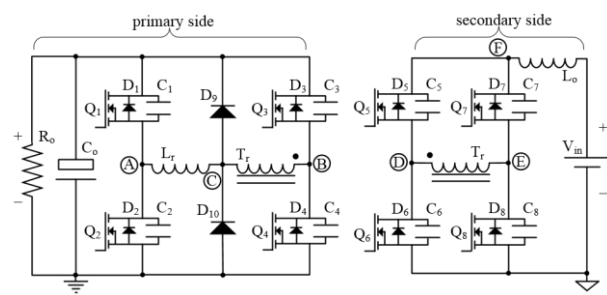 primary side
secondary side
F
D₁ C₁ D₉ D₃ C₃ D₅ C₅ D₇ C₇ Lₒ
Q₁ Q₃ Q₅ Q₇
+ Rₒ Cₒ − A Lᵣ C Tᵣ B D Tᵣ E Vᵢₙ + −
D₂ C₂ D₁₀ D₄ C₄ D₆ C₆ D₈ C₈
Q₂ Q₄ Q₆ Q₈